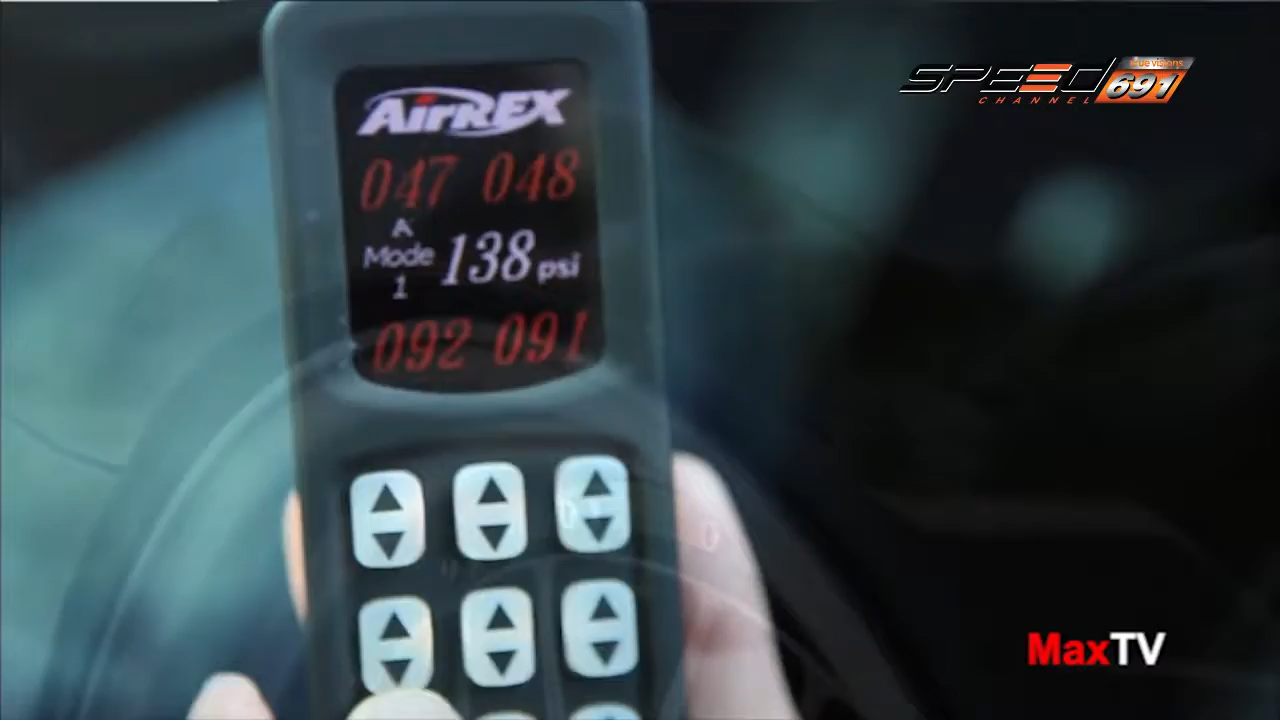 SPEED
CHANNEL
true visions
691
AirREX
047 048
A
Mode
1
138 psi
092 091
MaxTV